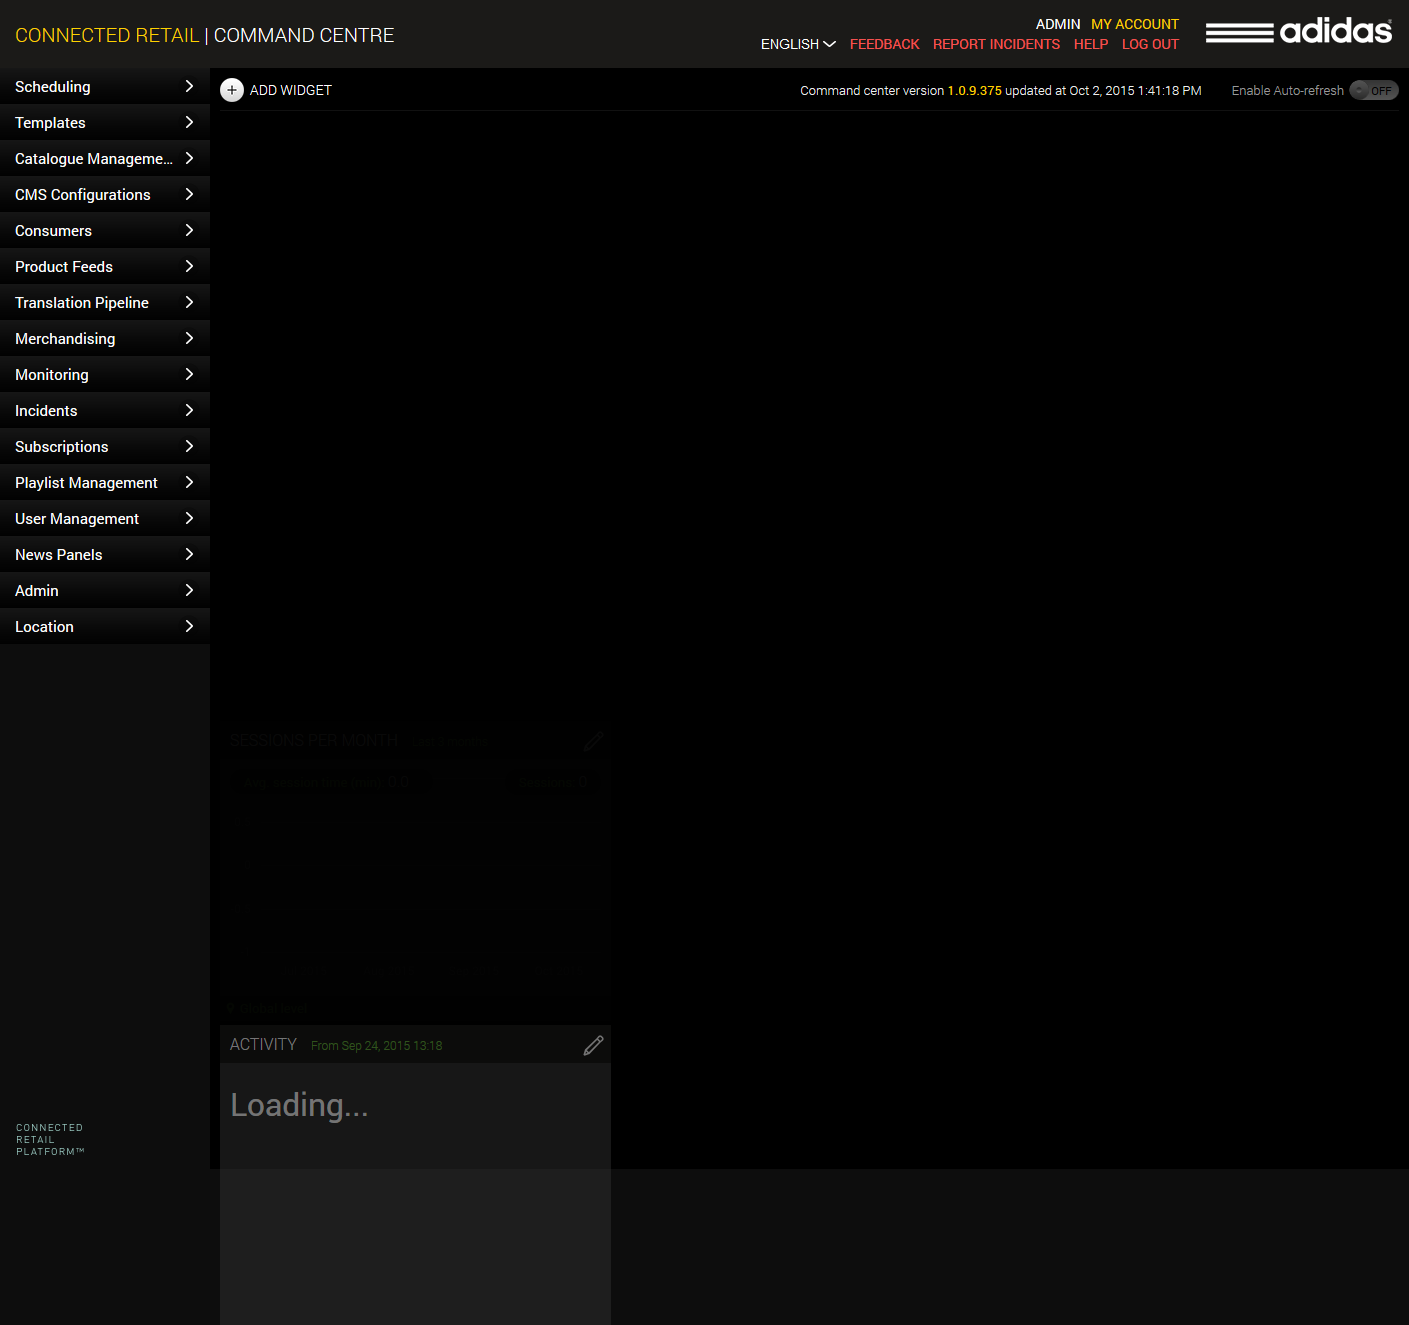 CONNECTED RETAIL | COMMAND CENTRE
ADMIN MY ACCOUNT
ENGLISH FEEDBACK REPORT INCIDENTS HELP LOG OUT
adidas
ADD WIDGET
Command center version 1.0.9.375 updated at Oct 2, 2015 1:41:18 PM
Enable Auto-refresh OFF
Scheduling
Templates
Catalogue Manageme...
CMS Configurations
Consumers
Product Feeds
Translation Pipeline
Merchandising
Monitoring
Incidents
Subscriptions
Playlist Management
User Management
News Panels
Admin
Location
SESSIONS PER MONTH
ACTIVITY From Sep 24, 2015 13:18
Loading...
CONNECTED
RETAIL
PLATFORM™